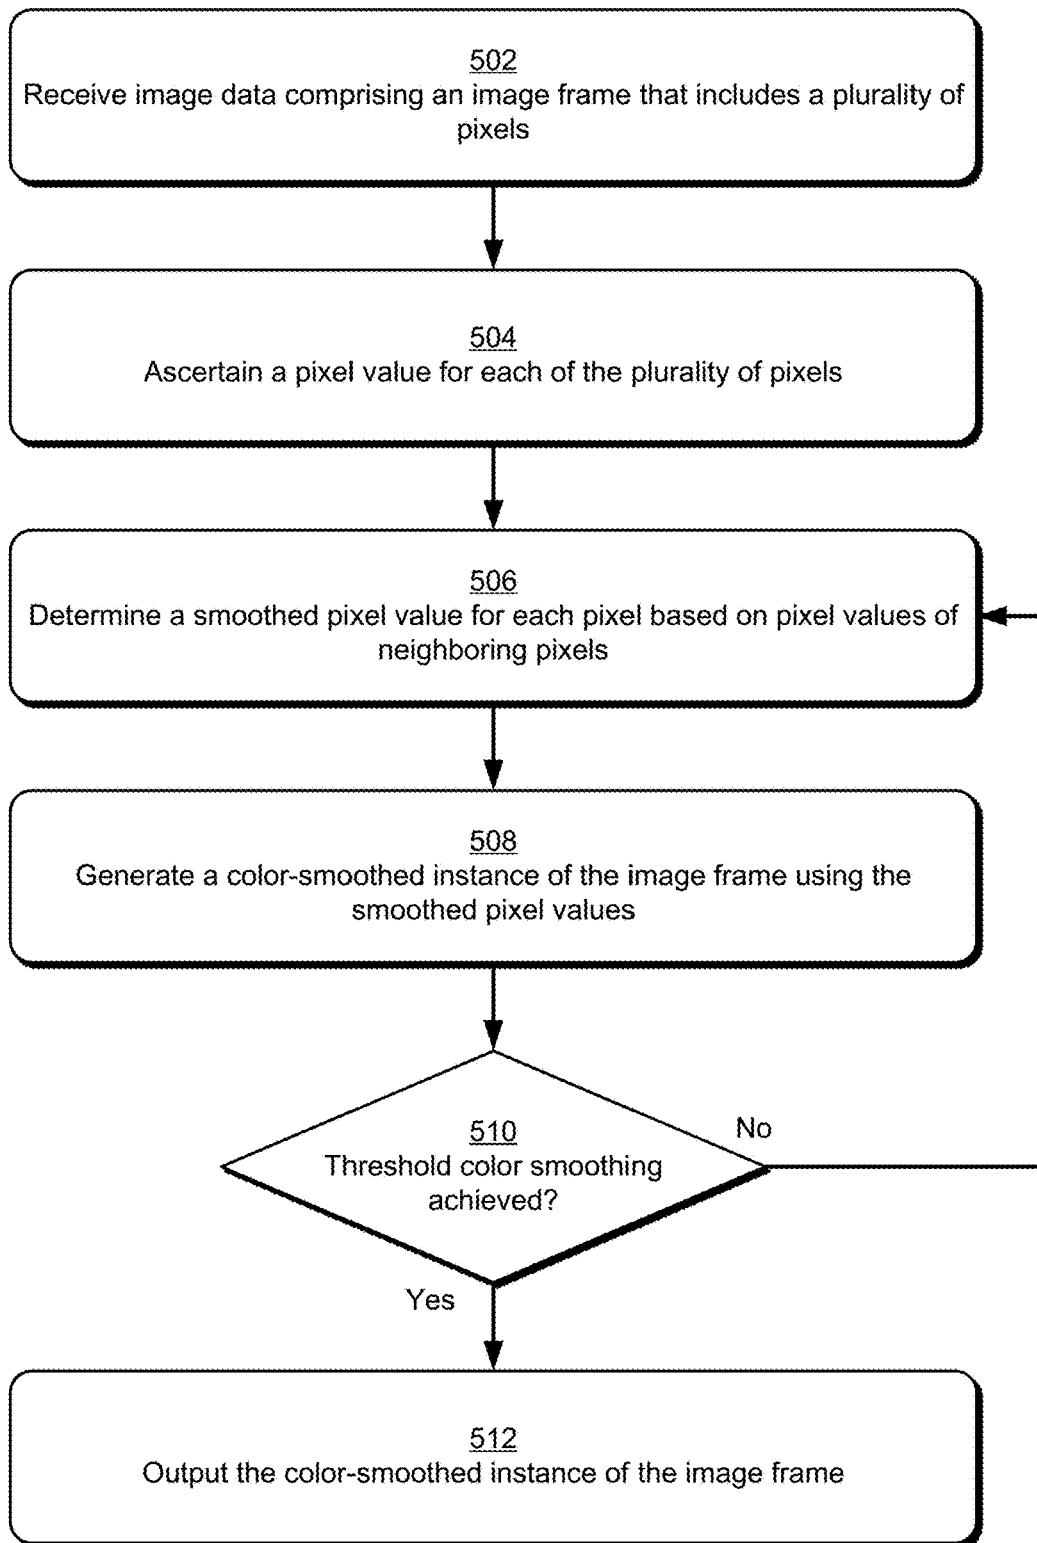 502
Receive image data comprising an image frame that includes a plurality of
pixels
504
Ascertain a pixel value for each of the plurality of pixels
506
Determine a smoothed pixel value for each pixel based on pixel values of
neighboring pixels
508
Generate a color-smoothed instance of the image frame using the
smoothed pixel values
510
Threshold color smoothing
achieved?
No
Yes
512
Output the color-smoothed instance of the image frame